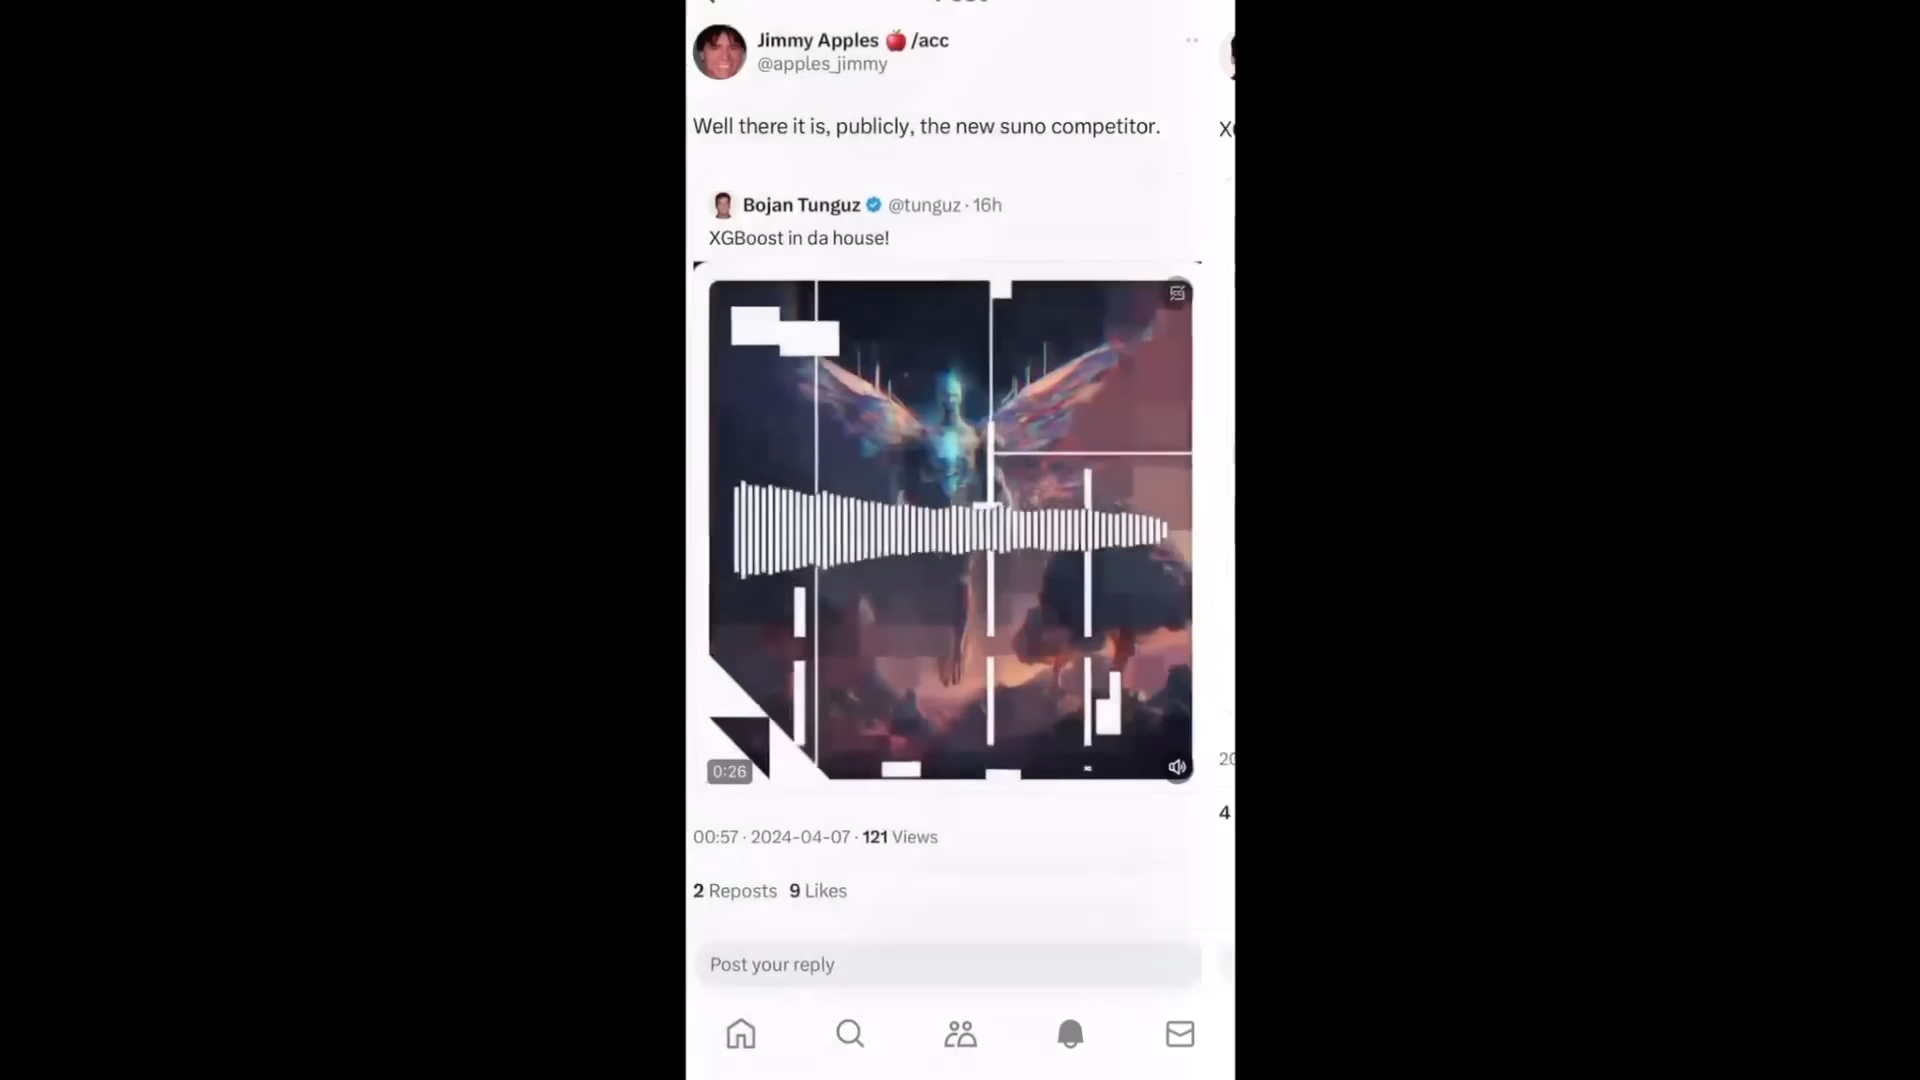 Jimmy Apples 🍎 /acc
@apples_jimmy
Well there it is, publicly, the new suno competitor.
Bojan Tunguz @tunguz · 16h
XGBoost in da house!
0:26
00:57 · 2024-04-07 · 121 Views
2 Reposts 9 Likes
Post your reply
4